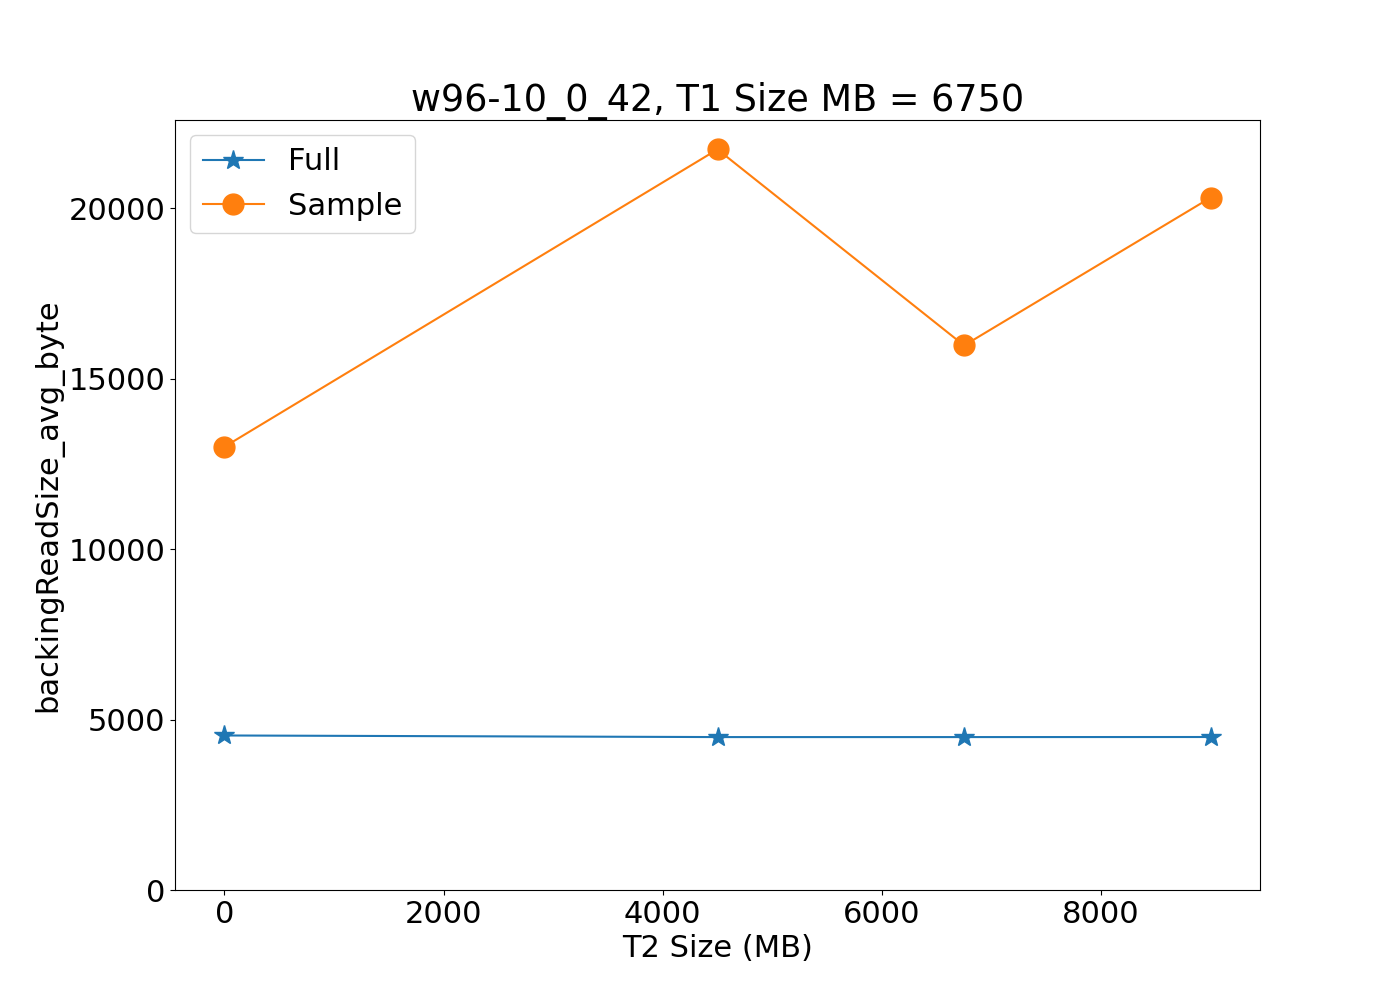 w96-10_0_42, T1 Size MB = 6750
Full
Sample
backingReadSize_avg_byte
20000
15000
10000
5000
0
0 2000 4000 6000 8000
T2 Size (MB)